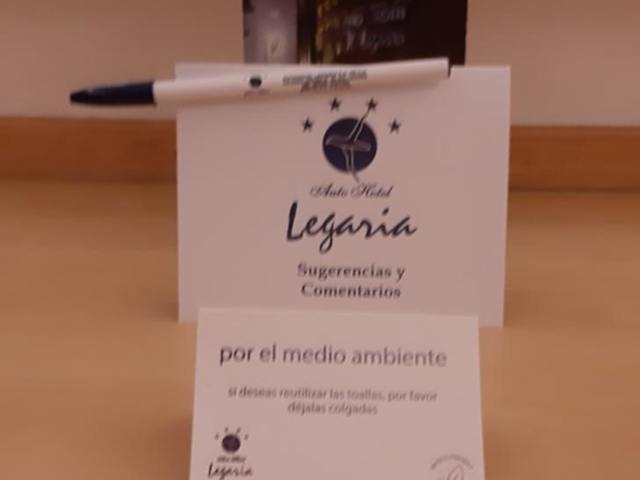 Auto Hotel
Legaria
Sugerencias y
Comentarios
por el medio ambiente
si deseas reutilizar las toallas, por favor
déjalas colgadas
Legaria